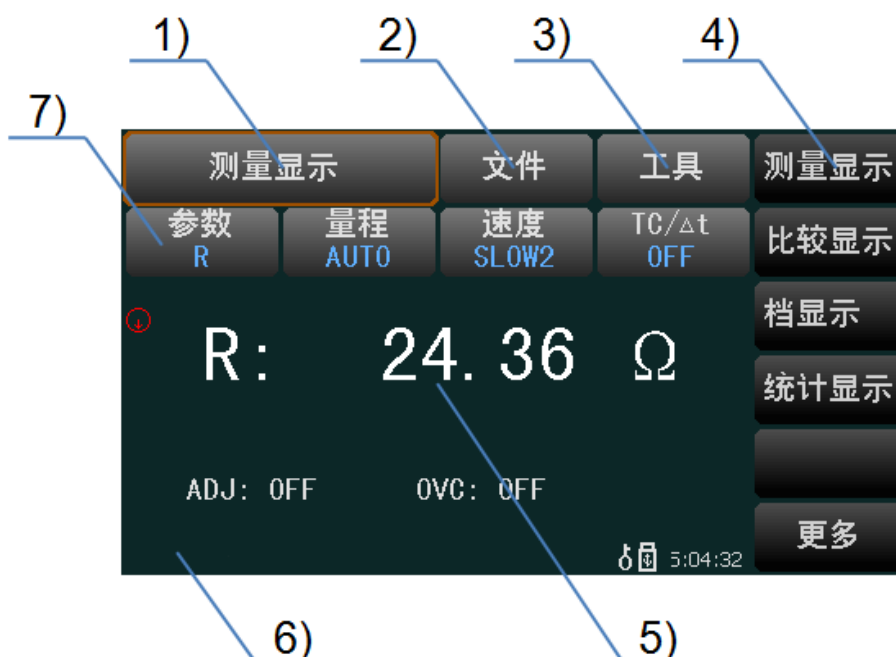 1)
2)
3)
4)
7)
测量显示
文件
工具
测量显示
参数
R
量程
AUTO
速度
SLOW2
TC/△t
OFF
比较显示
档显示
R: 24.36 Ω
统计显示
ADJ: OFF
OVC: OFF
更多
5:04:32
6)
5)